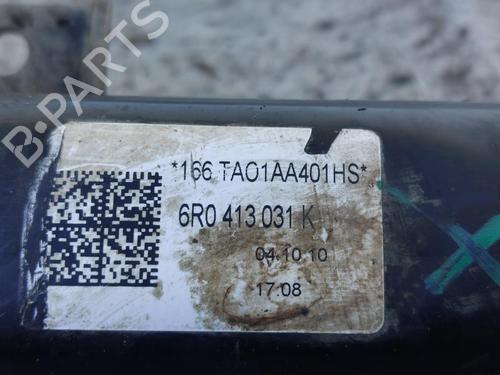 B-PARTS
*166 TAO1AA401HS*
6R0 413 031 K
04.10.10
17.08